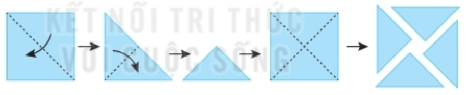 KẾT NỐI TRI THỨC
VỚI CUỘC SỐNG